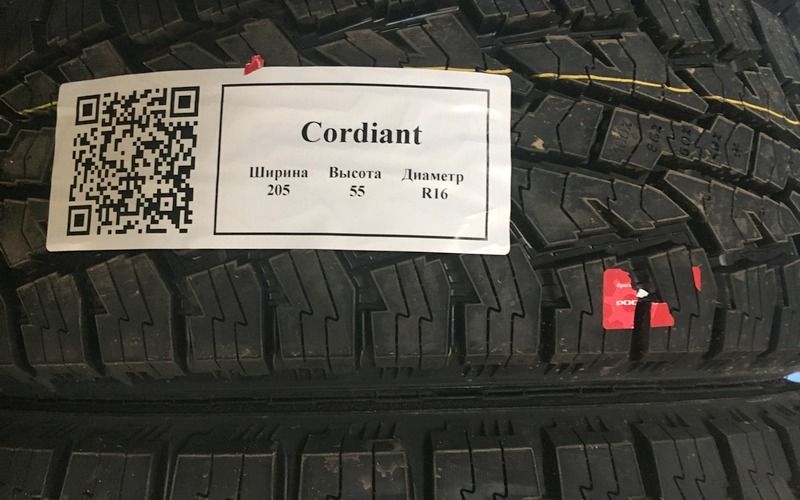 Cordiant
Ширина Высота Диаметр
205 55 R16